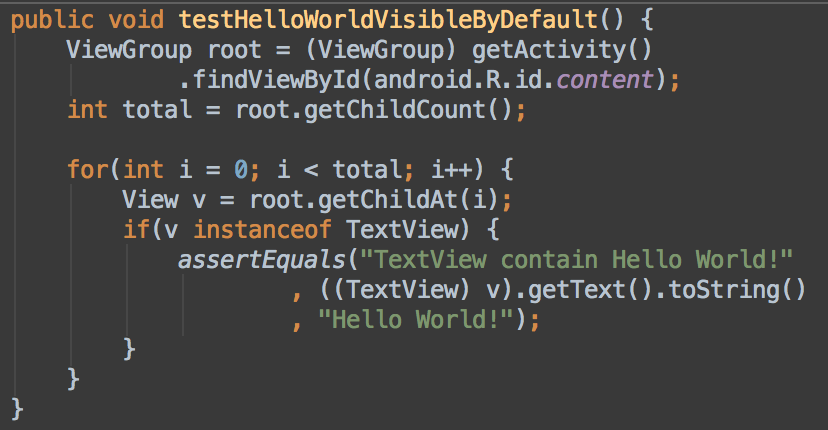 public void testHelloWorldVisibleByDefault() {
    ViewGroup root = (ViewGroup) getActivity()
            .findViewById(android.R.id.content);
    int total = root.getChildCount();

    for(int i = 0; i < total; i++) {
        View v = root.getChildAt(i);
        if(v instanceof TextView) {
            assertEquals("TextView contain Hello World!"
                    , ((TextView) v).getText().toString()
                    , "Hello World!");
        }
    }
}